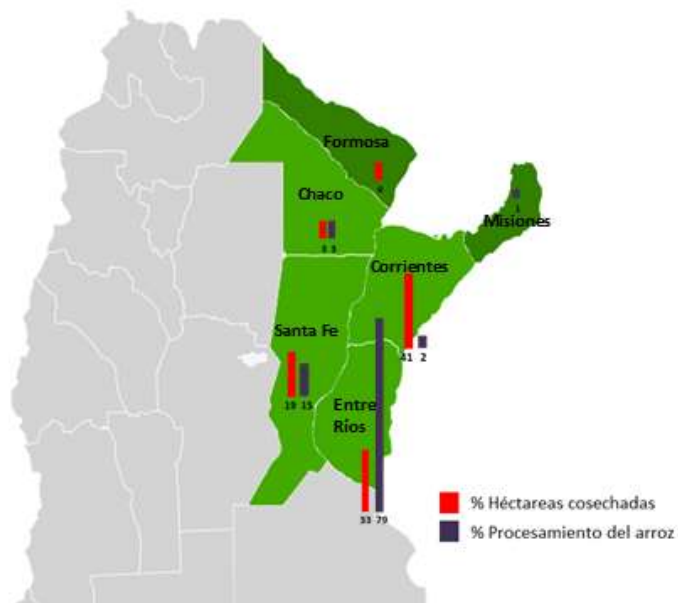 Formosa
Chaco
3 3
1
Misiones
Corrientes
41 2
Santa Fe
19 15
Entre
Ríos
33 79
% Héctareas cosechadas
% Procesamiento del arroz